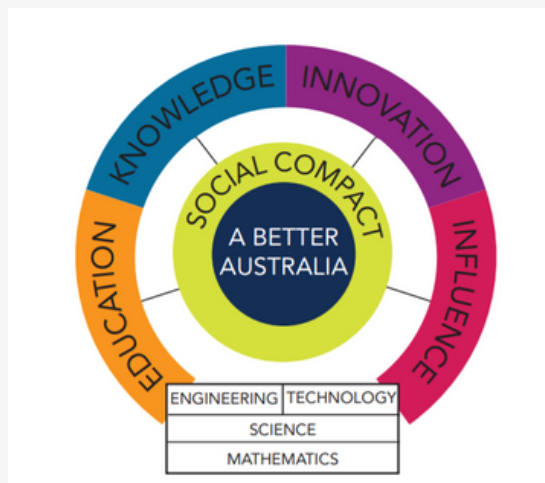 KNOWLEDGE
INNOVATION
EDUCATION
INFLUENCE
SOCIAL COMPACT
A BETTER
AUSTRALIA
ENGINEERING TECHNOLOGY
SCIENCE
MATHEMATICS